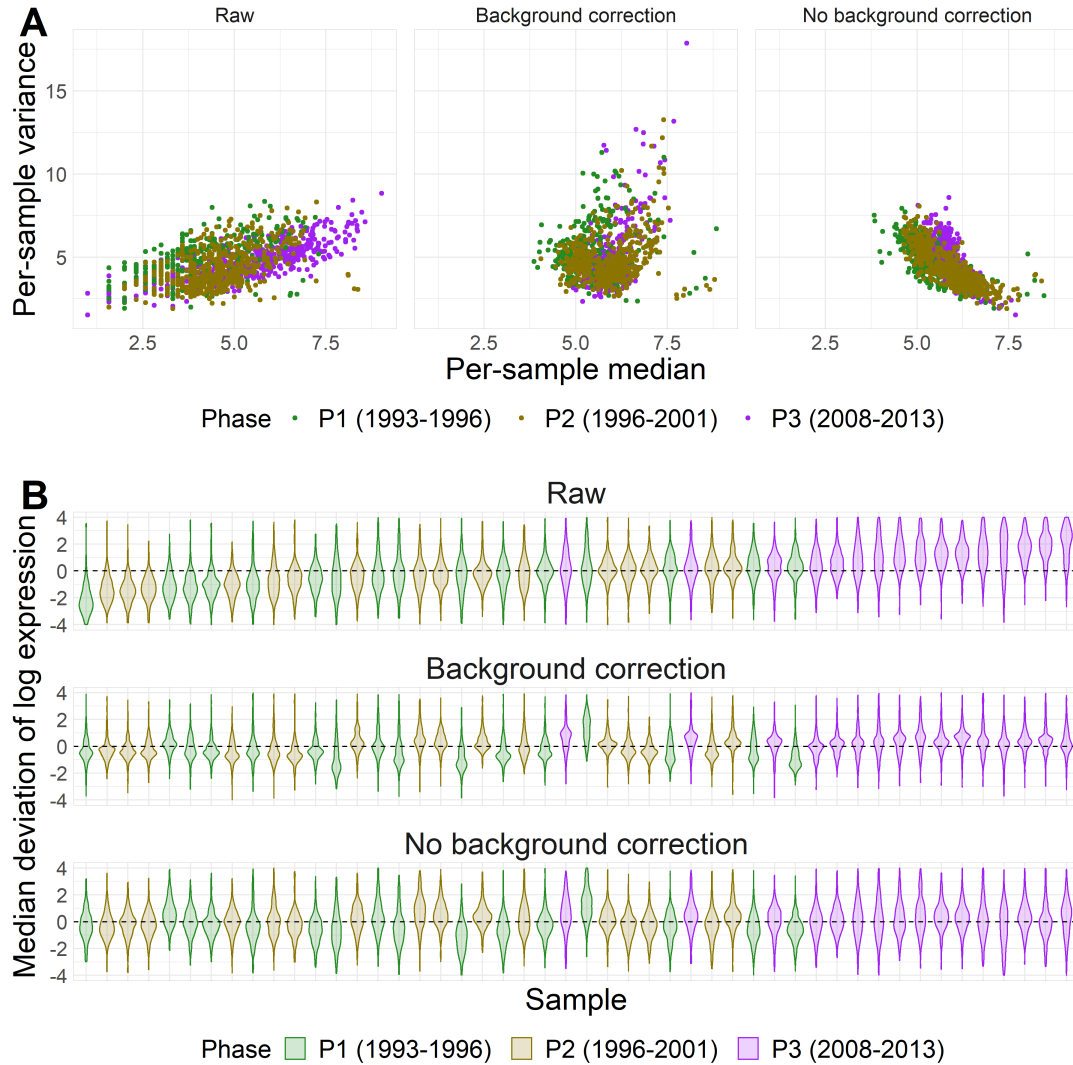 A
Raw
Background correction
No background correction
Per-sample variance
15
10
5
2.5 5.0 7.5
2.5 5.0 7.5
2.5 5.0 7.5
Per-sample median
Phase P1 (1993-1996) P2 (1996-2001) P3 (2008-2013)
B
Median deviation of log expression
Raw
4
2
0
-2
-4
Background correction
4
2
0
-2
-4
No background correction
4
2
0
-2
-4
Sample
Phase P1 (1993-1996) P2 (1996-2001) P3 (2008-2013)